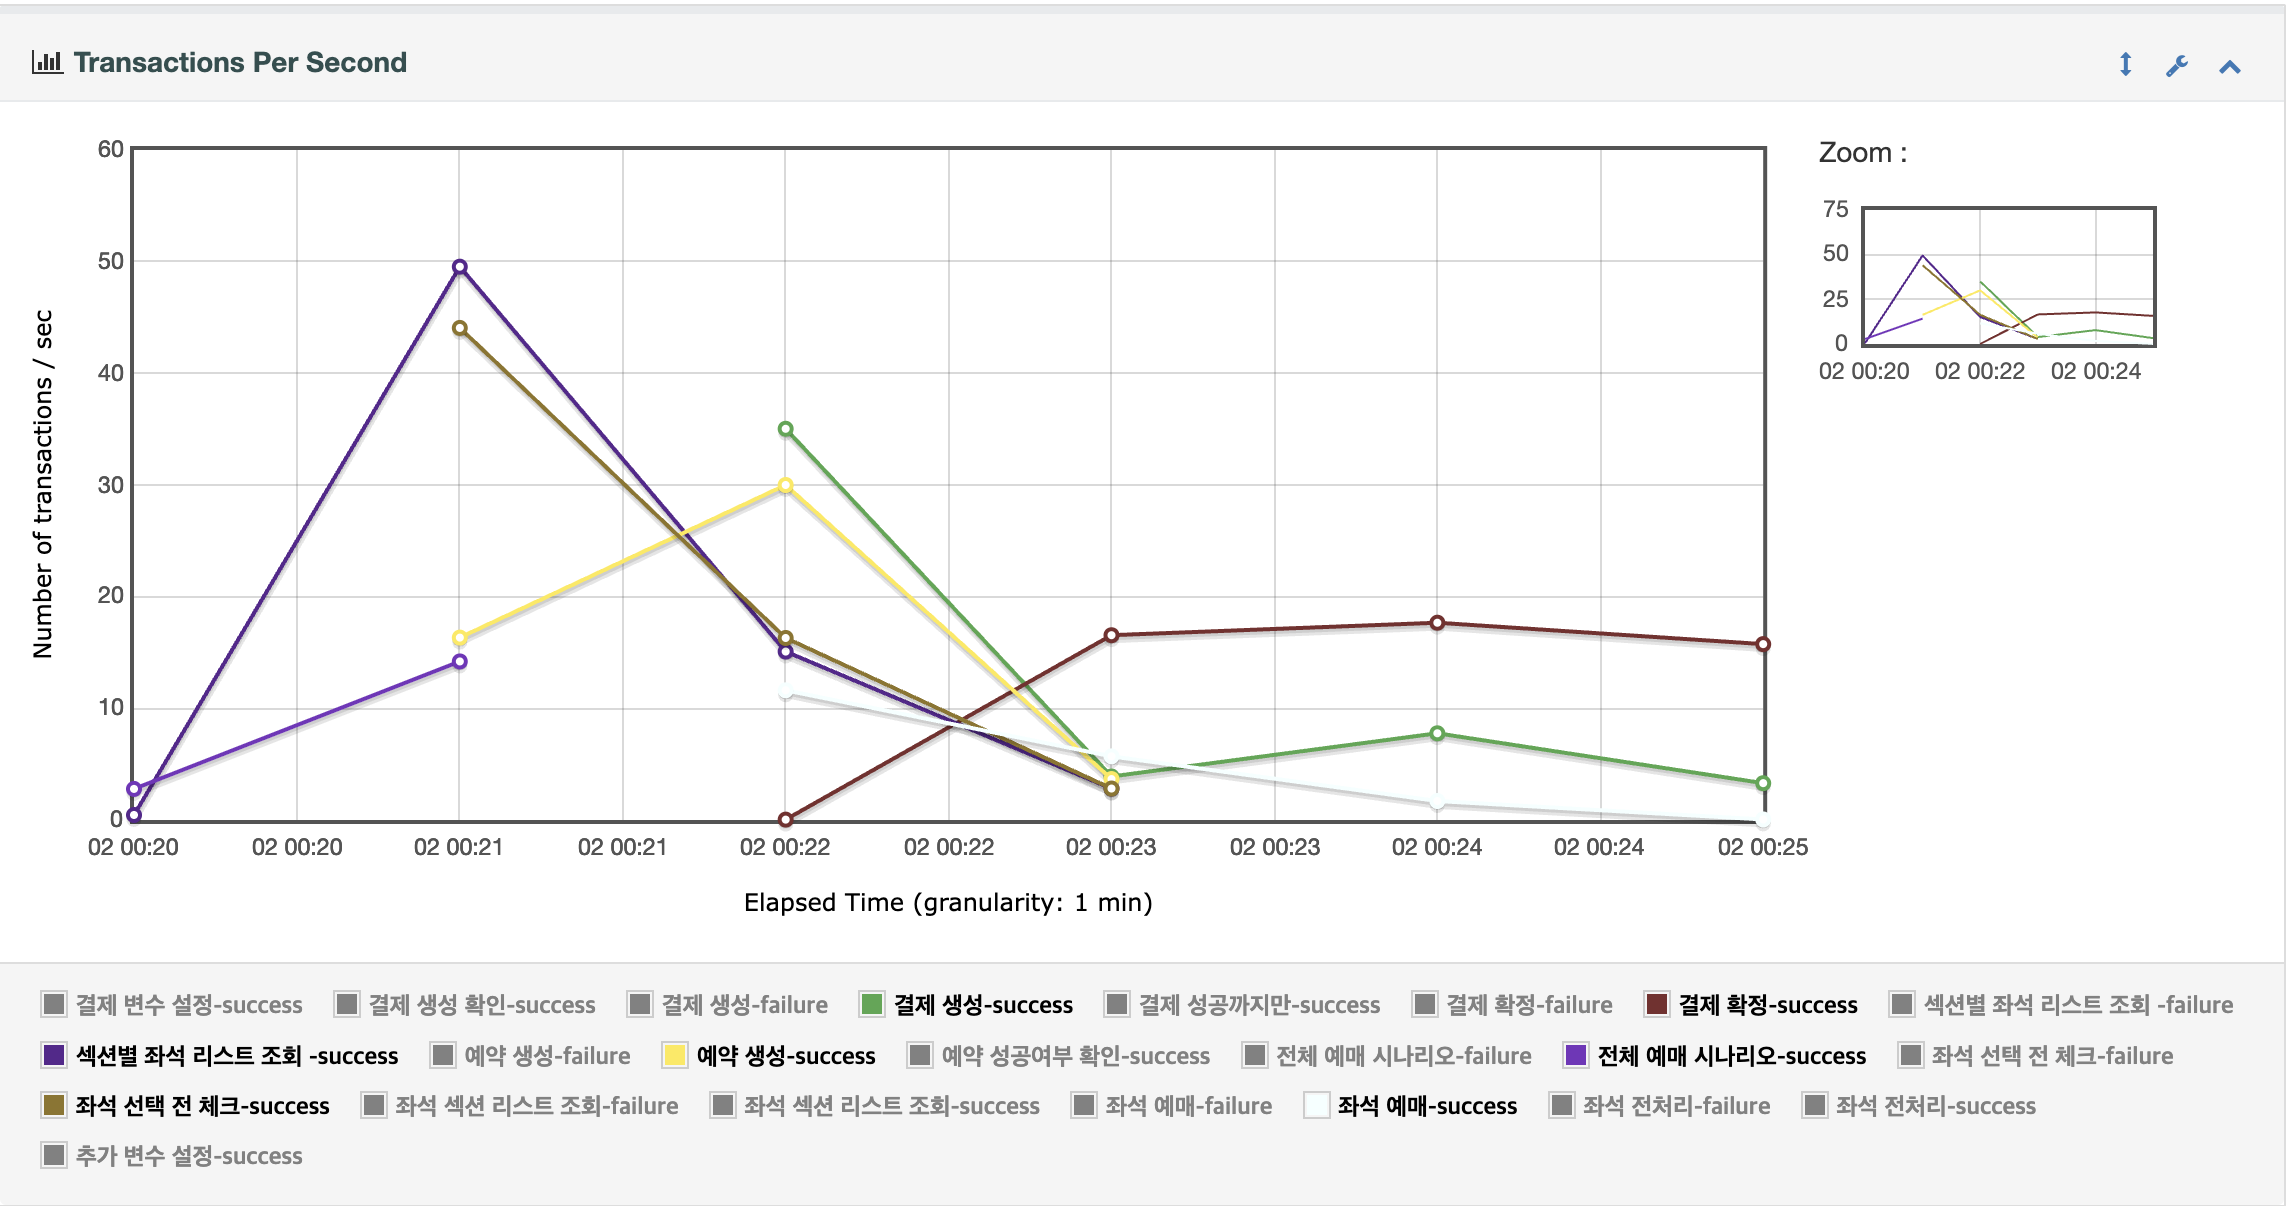 Transactions Per Second
Zoom :
60
50
40
30
20
10
0
Number of transactions / sec
02 00:20 02 00:20 02 00:21 02 00:21 02 00:22 02 00:22 02 00:23 02 00:23 02 00:24 02 00:24 02 00:25
Elapsed Time (granularity: 1 min)
75
50
25
0
02 00:20 02 00:22 02 00:24
결제 변수 설정-success 결제 생성 확인-success 결제 생성-failure 결제 생성-success 결제 성공까지만-success 결제 확정-failure 결제 확정-success 섹션별 좌석 리스트 조회 -failure
섹션별 좌석 리스트 조회 -success 예약 생성-failure 예약 생성-success 예약 성공여부 확인-success 전체 예매 시나리오-failure 전체 예매 시나리오-success 좌석 선택 전 체크-failure
좌석 선택 전 체크-success 좌석 섹션 리스트 조회-failure 좌석 섹션 리스트 조회-success 좌석 예매-failure 좌석 예매-success 좌석 전처리-failure 좌석 전처리-success
추가 변수 설정-success